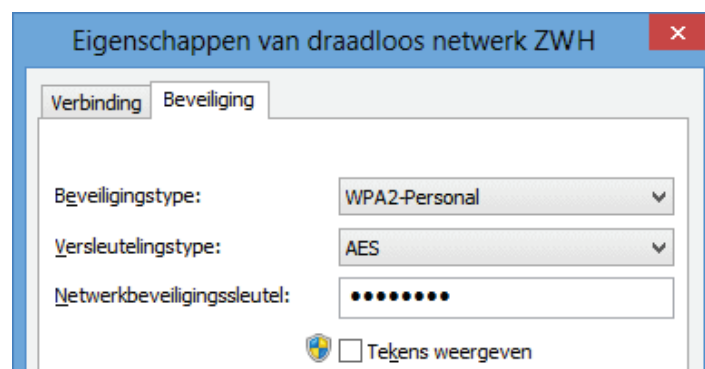 Eigenschappen van draadloos netwerk ZWH
Verbinding Beveiliging
Beveiligingstype: WPA2-Personal
Versleutelingstype: AES
Netwerkbeveiligingssleutel: ●●●●●●●●
Tekens weergeven